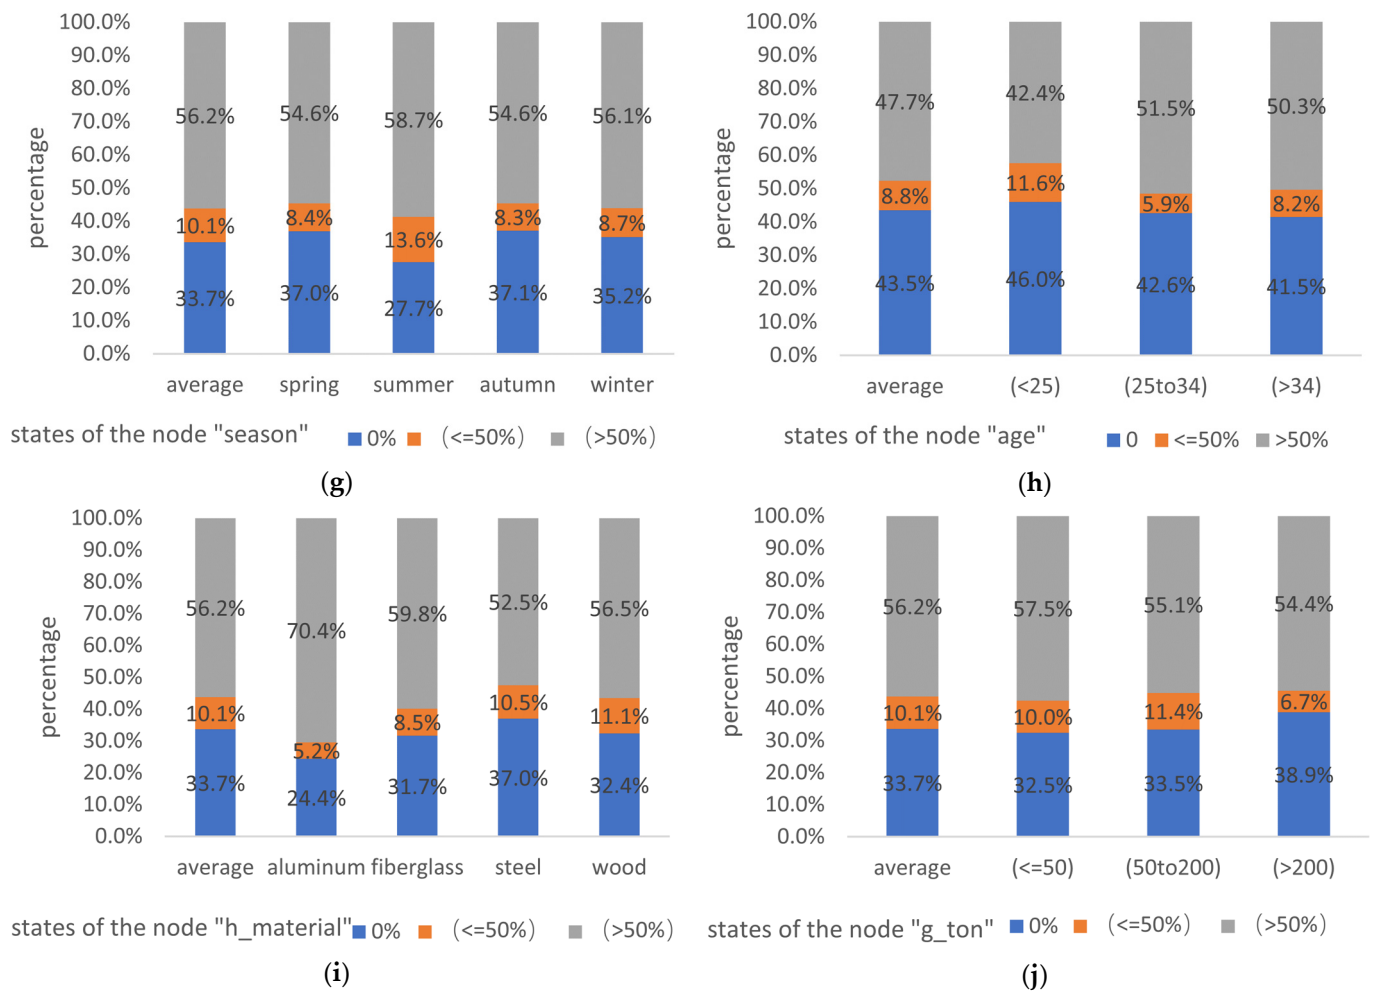 100.0%
90.0%
80.0%
70.0%
60.0%
50.0%
40.0%
30.0%
20.0%
10.0%
0.0%
percentage
56.2% 54.6% 58.7% 54.6% 56.1%
10.1% 8.4% 13.6% 8.3% 8.7%
33.7% 37.0% 27.7% 37.1% 35.2%
average spring summer autumn winter
states of the node "season" 0% (<=50%) (>50%)
(g)
100.0%
90.0%
80.0%
70.0%
60.0%
50.0%
40.0%
30.0%
20.0%
10.0%
0.0%
percentage
47.7% 42.4% 51.5% 50.3%
8.8% 11.6% 5.9% 8.2%
43.5% 46.0% 42.6% 41.5%
average (<25) (25to34) (>34)
states of the node "age" 0 <=50% >50%
(h)
100.0%
90.0%
80.0%
70.0%
60.0%
50.0%
40.0%
30.0%
20.0%
10.0%
0.0%
percentage
56.2% 70.4% 59.8% 52.5% 56.5%
10.1% 5.2% 8.5% 10.5% 11.1%
33.7% 24.4% 31.7% 37.0% 32.4%
average aluminum fiberglass steel wood
states of the node "h_material" 0% (<=50%) (>50%)
(i)
100.0%
90.0%
80.0%
70.0%
60.0%
50.0%
40.0%
30.0%
20.0%
10.0%
0.0%
percentage
56.2% 57.5% 55.1% 54.4%
10.1% 10.0% 11.4% 6.7%
33.7% 32.5% 33.5% 38.9%
average (<=50) (50to200) (>200)
states of the node "g_ton" 0% (<=50%) (>50%)
(j)